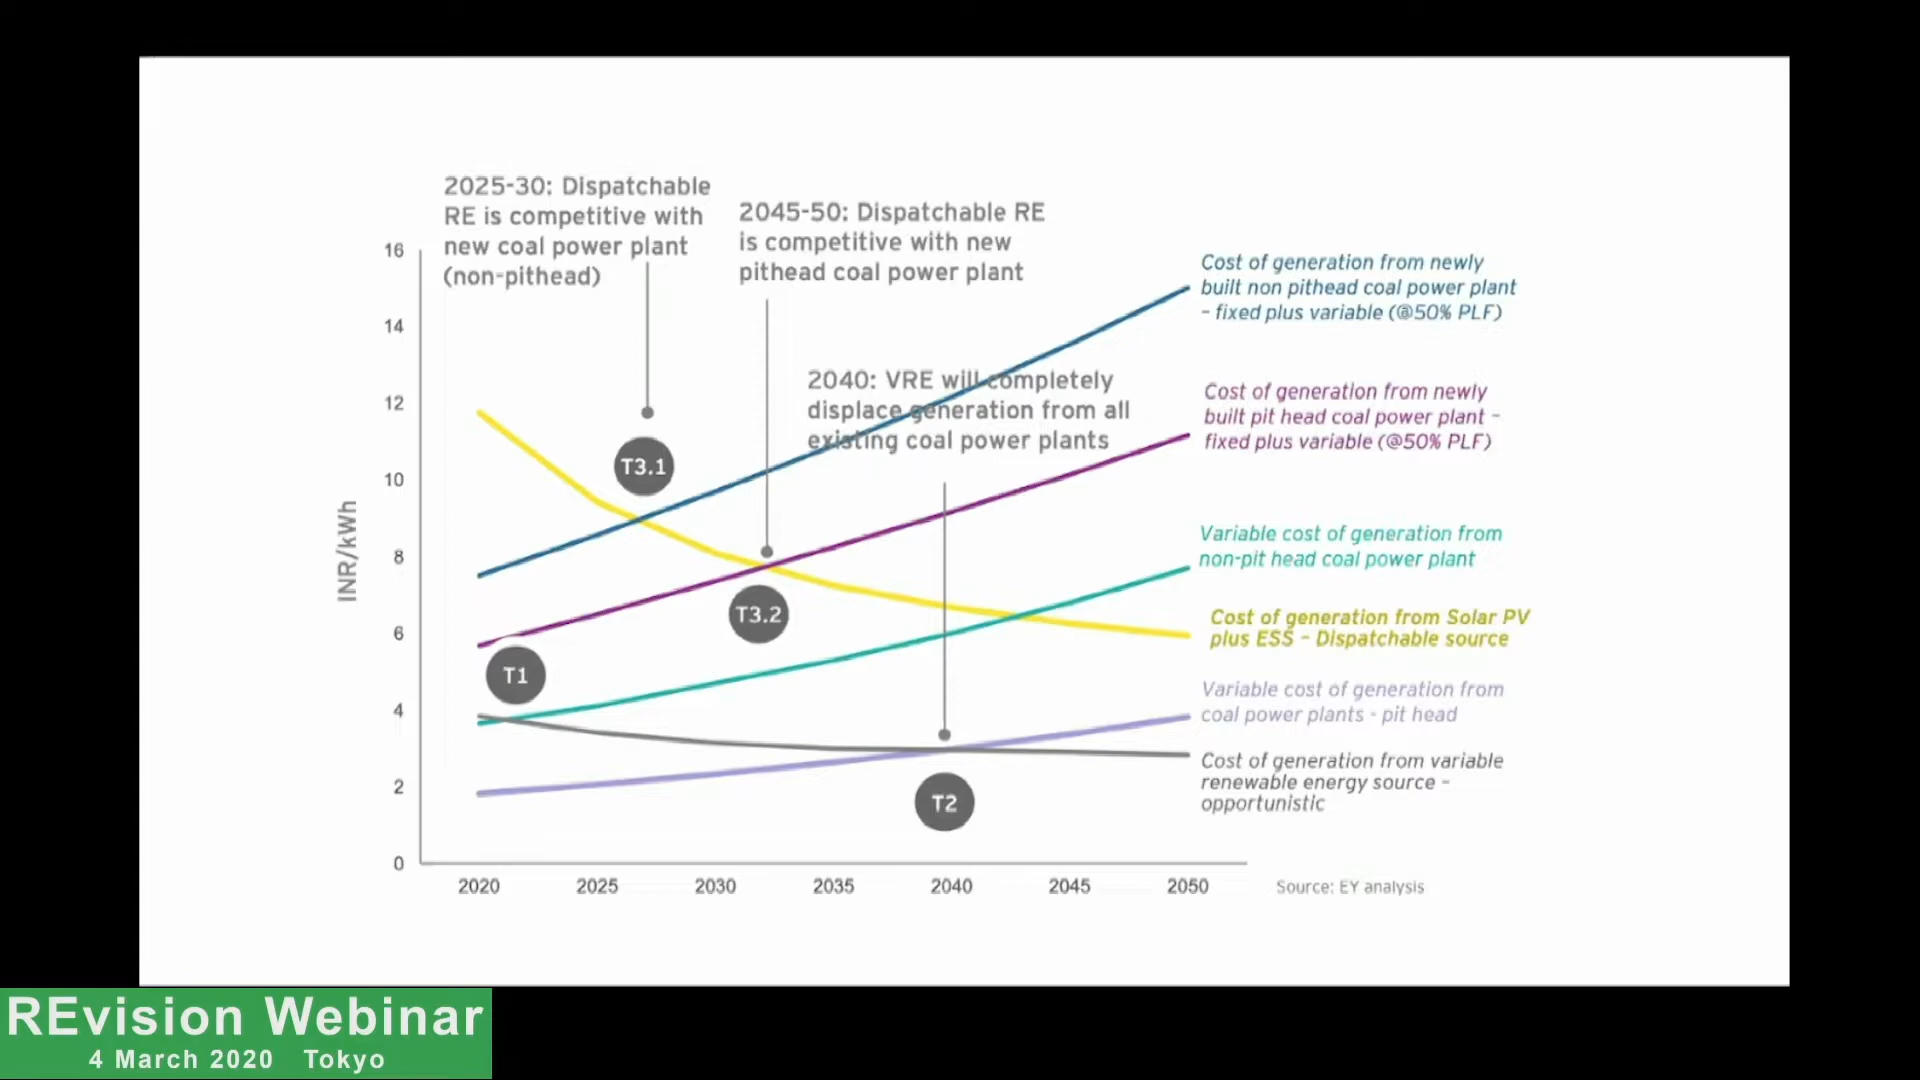 2025-30: Dispatchable
RE is competitive with
new coal power plant
(non-pithead)
2045-50: Dispatchable RE
is competitive with new
pithead coal power plant
2040: VRE will completely
displace generation from all
existing coal power plants
16
14
12
10
8
6
4
2
0
INR/kWh
T3.1
T3.2
T1
T2
Cost of generation from newly
built non pithead coal power plant
– fixed plus variable (@50% PLF)
Cost of generation from newly
built pit head coal power plant –
fixed plus variable (@50% PLF)
Variable cost of generation from
non-pit head coal power plant
Cost of generation from Solar PV
plus ESS – Dispatchable source
Variable cost of generation from
coal power plants - pit head
Cost of generation from variable
renewable energy source –
opportunistic
2020 2025 2030 2035 2040 2045 2050
Source: EY analysis
REvision Webinar
4 March 2020 Tokyo